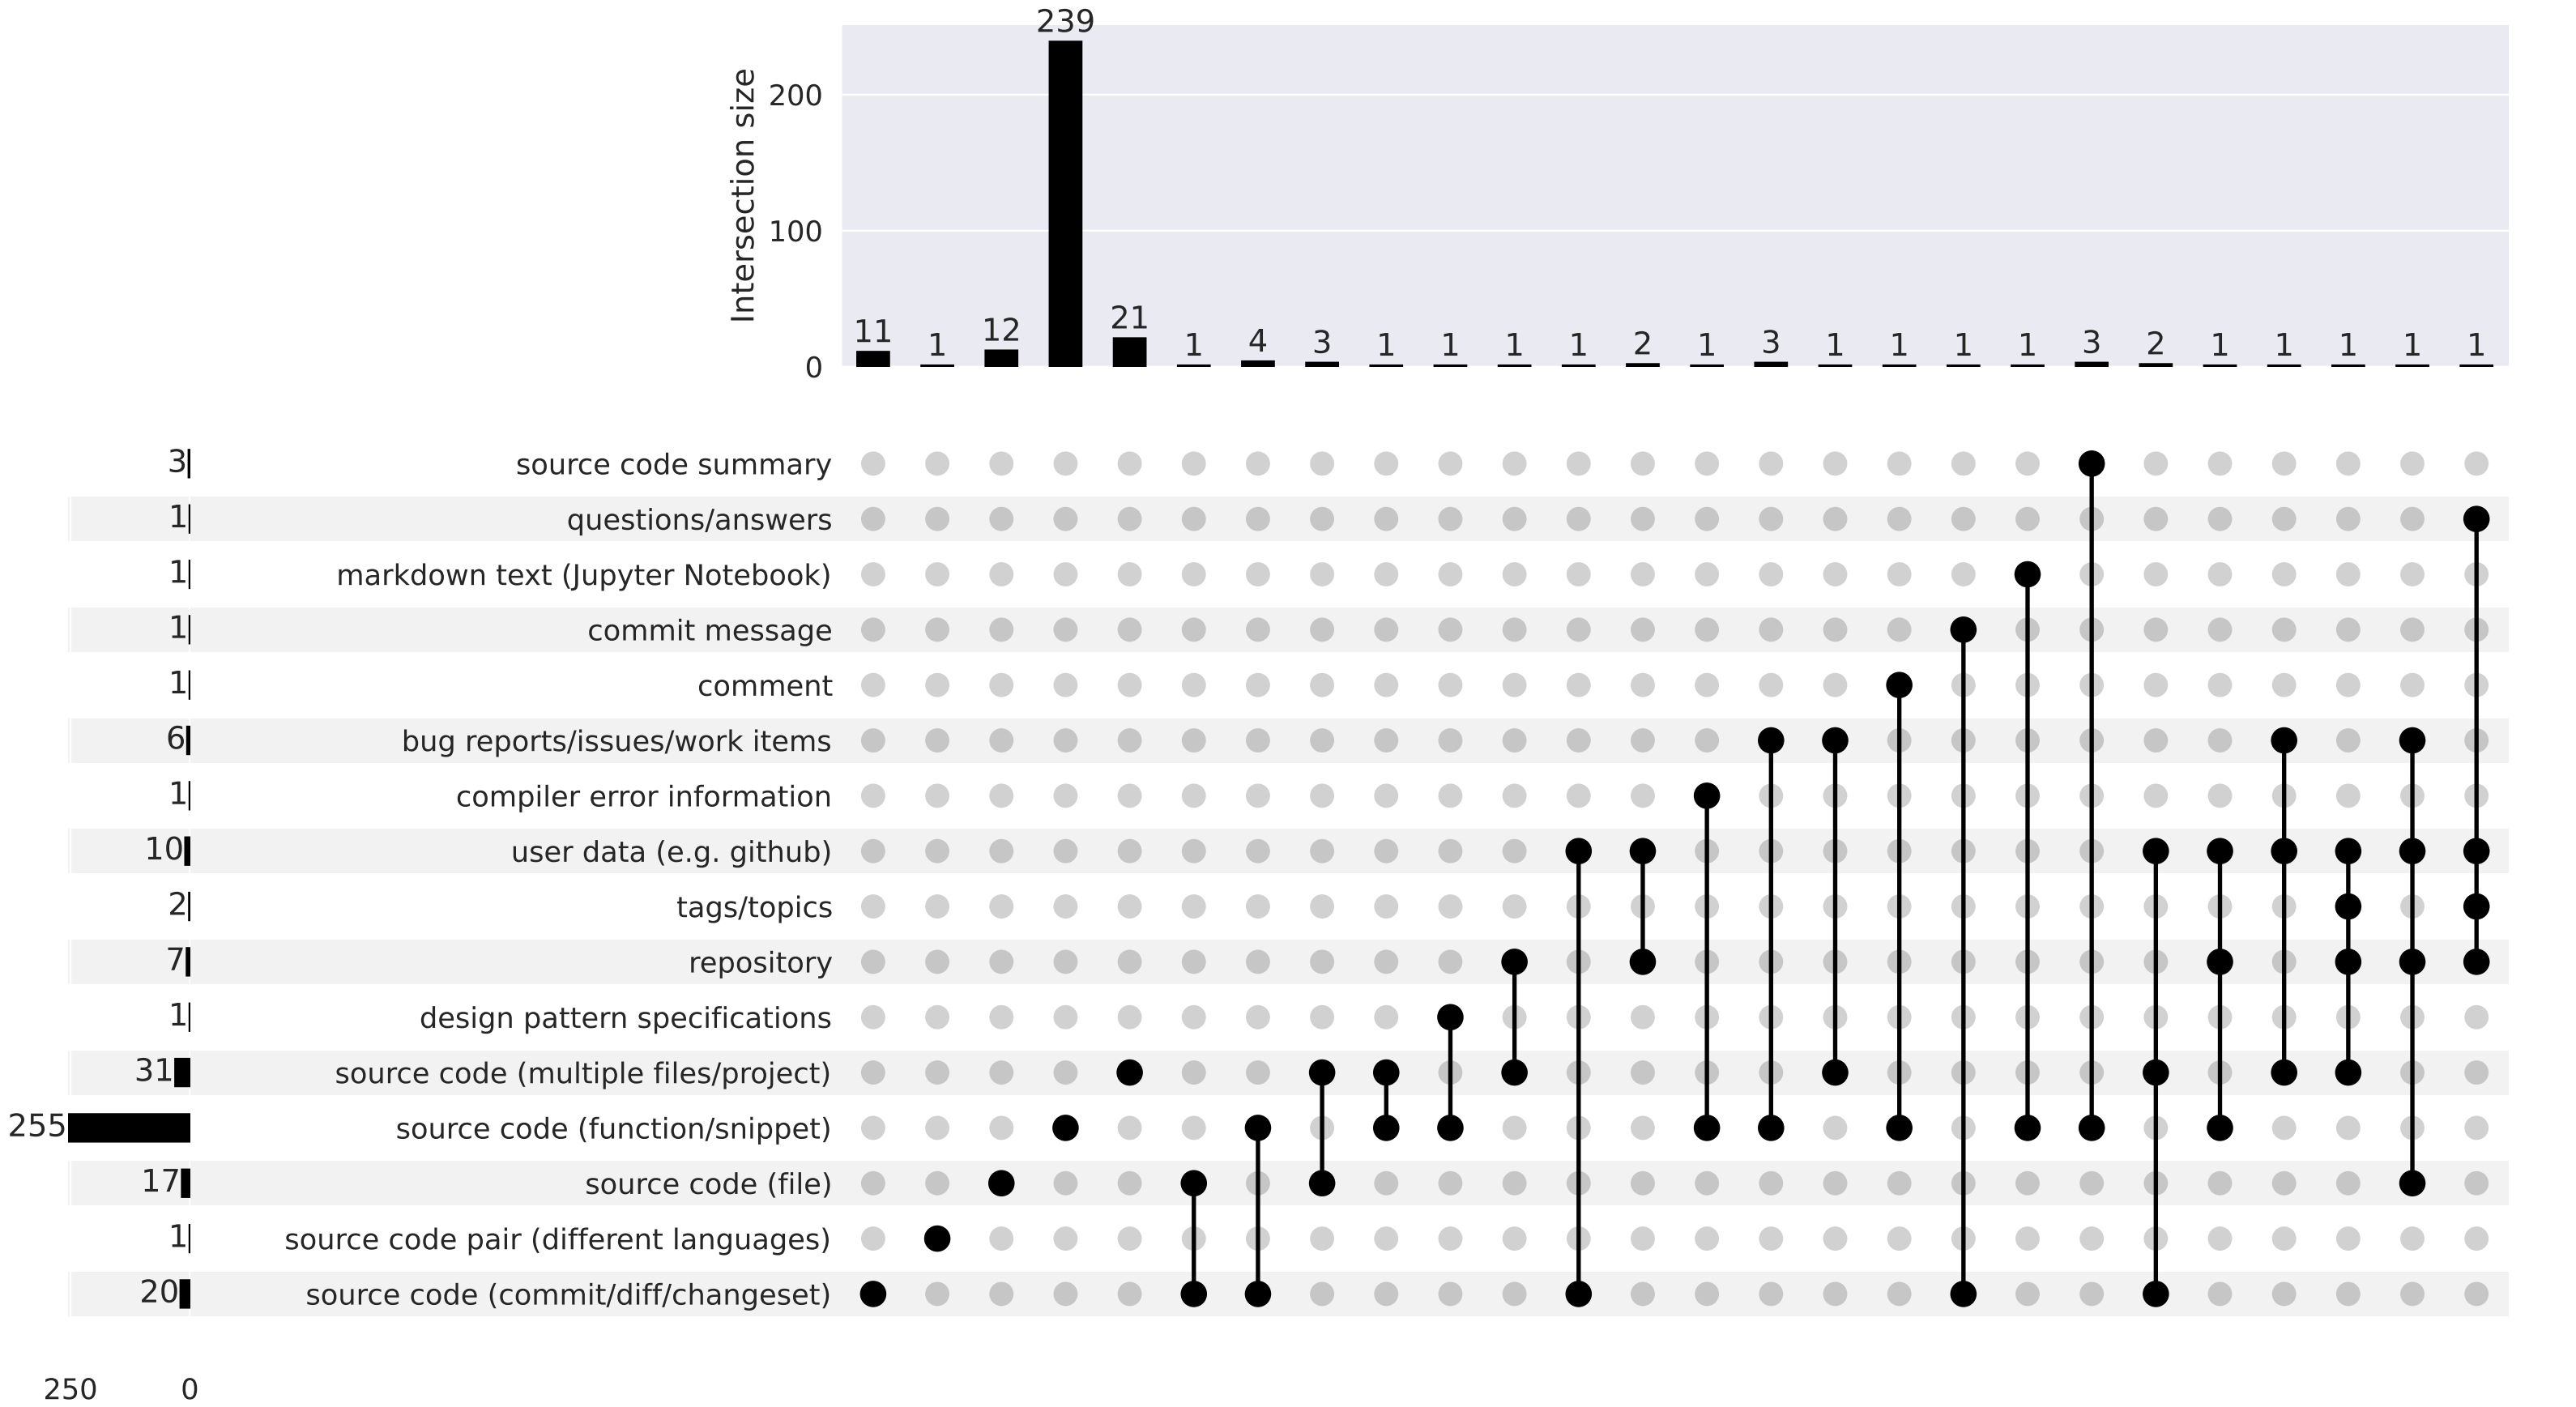 239
Intersection size
200
100
0
11 1 12 21 1 4 3 1 1 1 1 2 1 3 1 1 1 1 3 2 1 1 1 1 1
3 source code summary
1 questions/answers
1 markdown text (Jupyter Notebook)
1 commit message
1 comment
6 bug reports/issues/work items
1 compiler error information
10 user data (e.g. github)
2 tags/topics
7 repository
1 design pattern specifications
31 source code (multiple files/project)
255 source code (function/snippet)
17 source code (file)
1 source code pair (different languages)
20 source code (commit/diff/changeset)
250 0